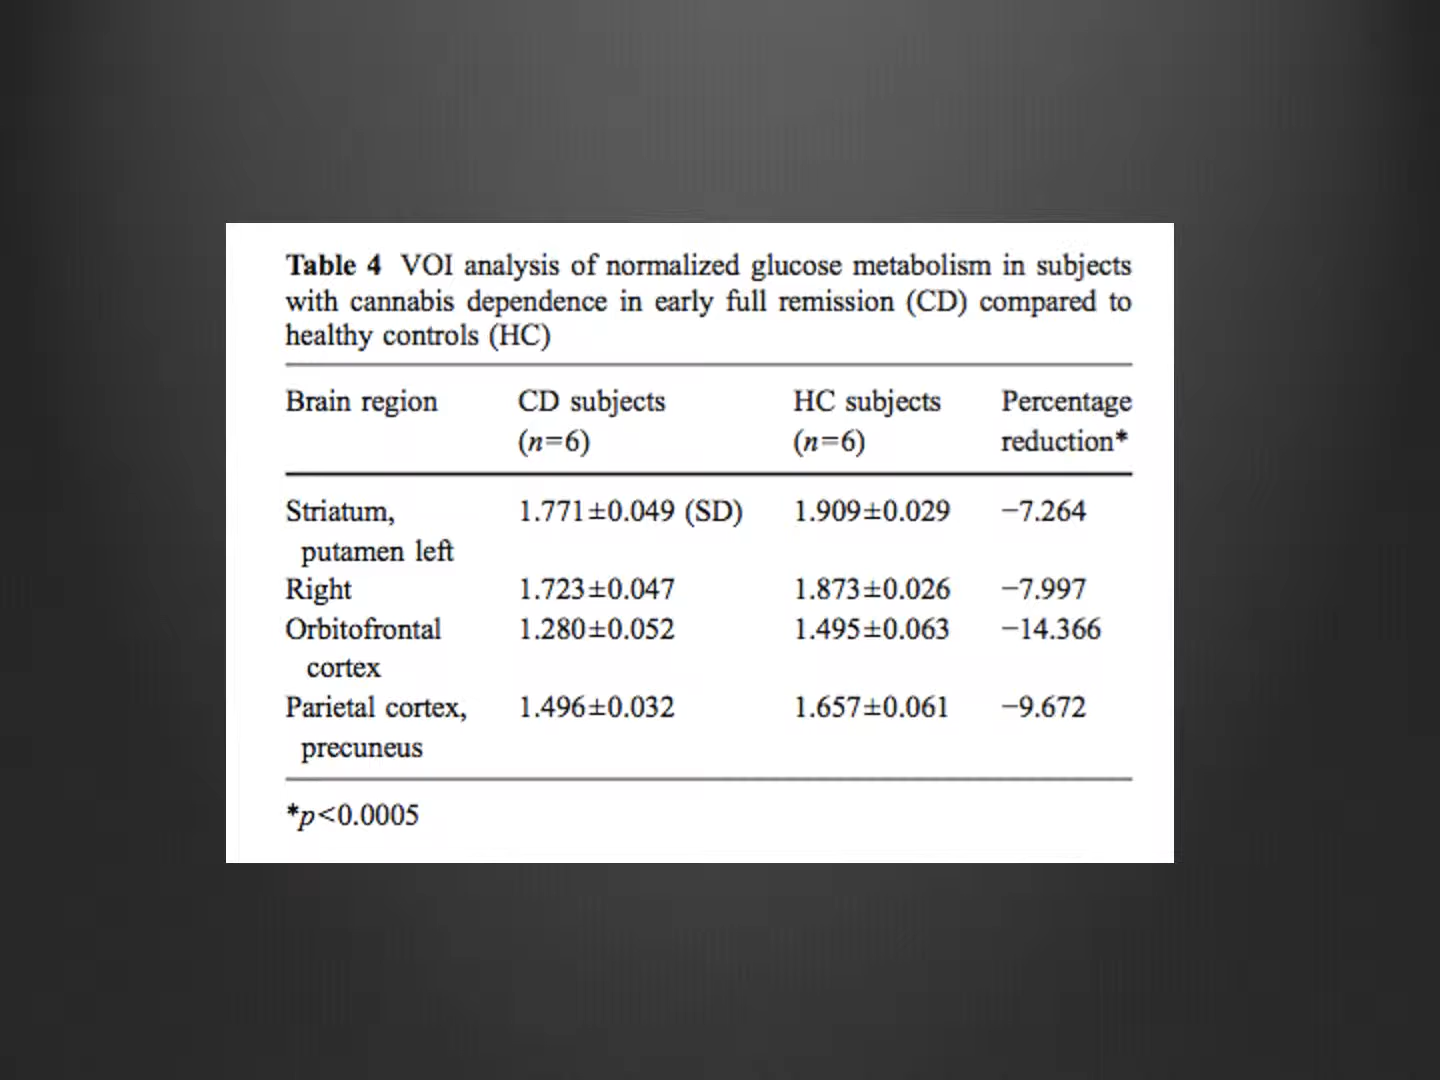 Table 4 VOI analysis of normalized glucose metabolism in subjects
with cannabis dependence in early full remission (CD) compared to
healthy controls (HC)
Brain region CD subjects HC subjects Percentage
(n=6) (n=6) reduction*
Striatum, 1.771±0.049 (SD) 1.909±0.029 −7.264
putamen left
Right 1.723±0.047 1.873±0.026 −7.997
Orbitofrontal 1.280±0.052 1.495±0.063 −14.366
cortex
Parietal cortex, 1.496±0.032 1.657±0.061 −9.672
precuneus
*p<0.0005